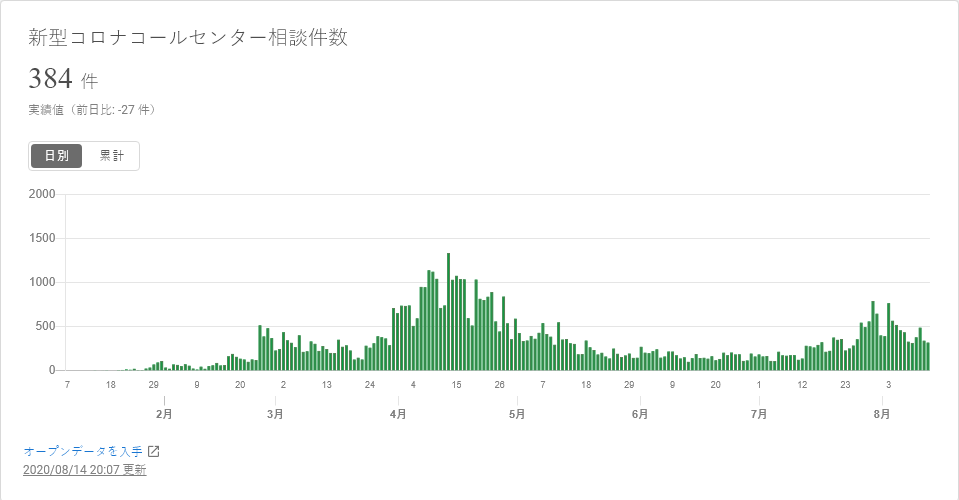 新型コロナコールセンター相談件数
384 件
実績値（前日比: -27 件）
日別 累計
2000
1500
1000
500
0
7 18 29 9 20 2 13 24 4 15 26 7 18 29 9 20 1 12 23 3
2月 3月 4月 5月 6月 7月 8月
オープンデータを入手
2020/08/14 20:07 更新